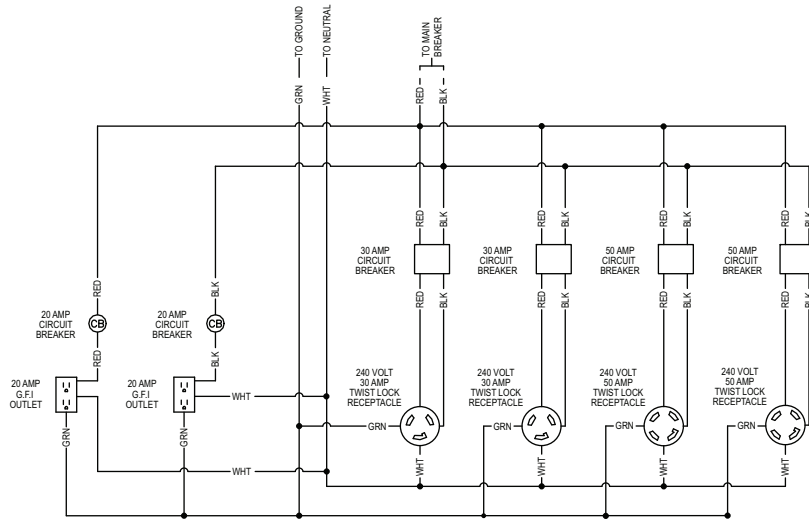 TO GROUND
TO NEUTRAL
TO MAIN
BREAKER
GRN
WHT
RED
BLK
RED
BLK
RED
BLK
RED
BLK
RED
BLK
RED
BLK
30 AMP
CIRCUIT
BREAKER
30 AMP
CIRCUIT
BREAKER
50 AMP
CIRCUIT
BREAKER
50 AMP
CIRCUIT
BREAKER
RED
BLK
RED
BLK
RED
BLK
RED
BLK
20 AMP
CIRCUIT
BREAKER
CB
20 AMP
CIRCUIT
BREAKER
CB
RED
BLK
20 AMP
G.F.I
OUTLET
20 AMP
G.F.I
OUTLET
WHT
240 VOLT
30 AMP
TWIST LOCK
RECEPTACLE
240 VOLT
30 AMP
TWIST LOCK
RECEPTACLE
240 VOLT
50 AMP
TWIST LOCK
RECEPTACLE
240 VOLT
50 AMP
TWIST LOCK
RECEPTACLE
GRN
GRN
GRN
GRN
GRN
GRN
WHT
WHT
WHT
WHT
WHT